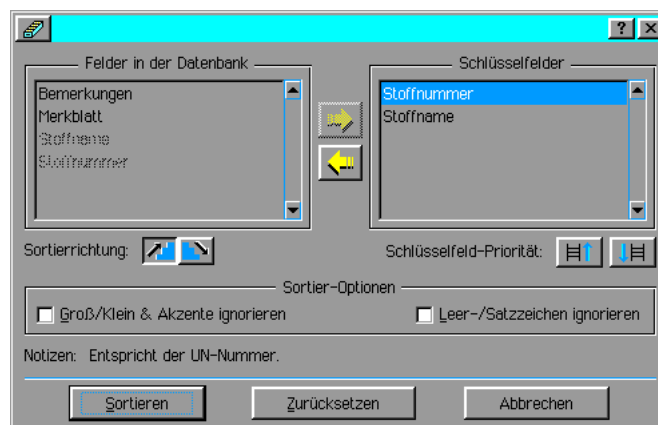 Felder in der Datenbank
Bemerkungen
Merkblatt
Stoffname
Stoffnummer
Schlüsselfelder
Stoffnummer
Stoffname
Sortierrichtung:
Schlüsselfeld-Priorität:
Sortier-Optionen
Groß/Klein & Akzente ignorieren
Leer-/Satzzeichen ignorieren
Notizen: Entspricht der UN-Nummer.
Sortieren
Zurücksetzen
Abbrechen